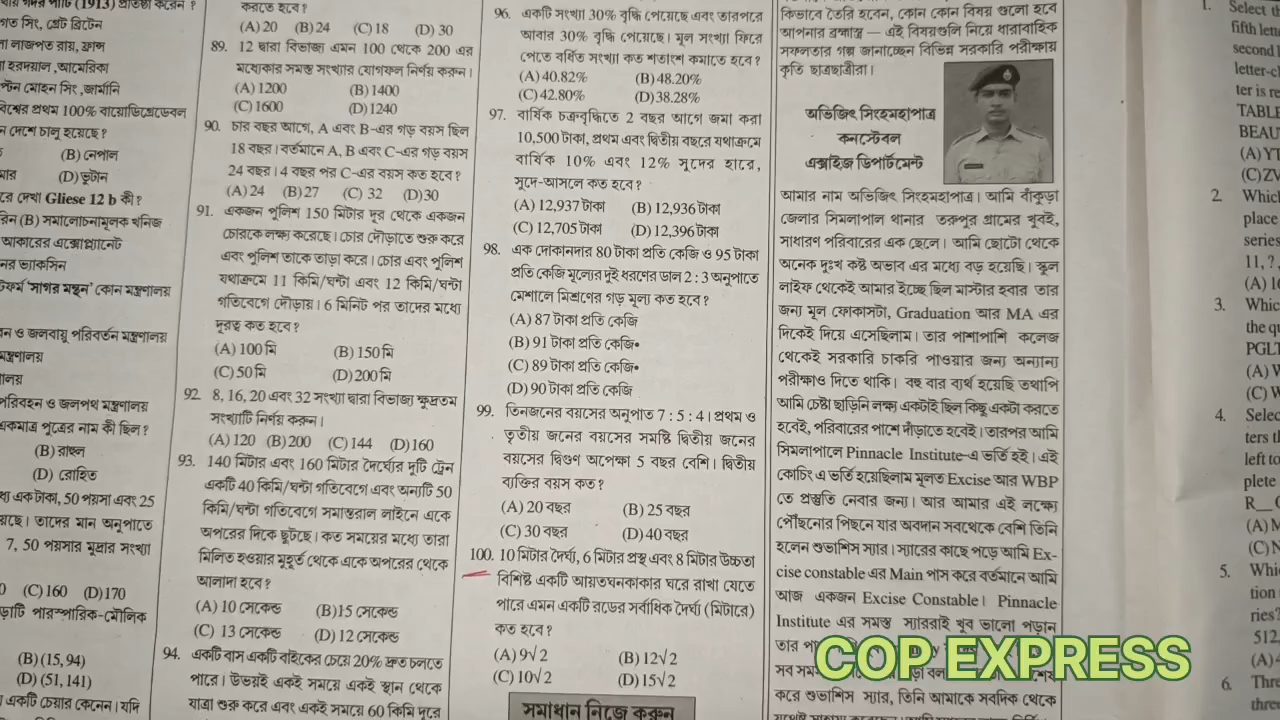 গত সিং, গ্রেট ব্রিটেন
লা লাজপত রায়, ফ্রান্স
হরদয়াল, আমেরিকা
মোহন সিং, জার্মানি
বিশ্বের প্রথম 100% বায়োডিগ্রেডেবল
দেশে চালু হয়েছে?
(B) নেপাল
(D) ভুটান
দেখা Gliese 12 b কী?
(B) সমালোচনামূলক খনিজ
আকারের এক্সোপ্ল্যানেট
ভ্যাকসিন
'সাগর মন্থন' কোন মন্ত্রণালয়
ও জলবায়ু পরিবর্তন মন্ত্রণালয়
মন্ত্রণালয়
পরিবহন ও জলপথ মন্ত্রণালয়
একমাত্র পুত্রের নাম কী ছিল?
(B) রাহুল
(D) রোহিত
এক টাকা, 50 পয়সা এবং 25
য়েছে। তাদের মান অনুপাতে
7, 50 পয়সার মুদ্রার সংখ্যা
(C) 160 (D) 170
পারস্পারিক-মৌলিক
(B) (15, 94)
(D) (51, 141)
একটি চেয়ার কেনেন। যদি
করতে হবে?
(A) 20 (B) 24 (C) 18 (D) 30
89. 12 দ্বারা বিভাজ্য এমন 100 থেকে 200 এর
মধ্যেকার সমস্ত সংখ্যার যোগফল নির্ণয় করুন।
(A) 1200 (B) 1400
(C) 1600 (D) 1240
90. চার বছর আগে, A এবং B-এর গড় বয়স ছিল
18 বছর। বর্তমানে A, B এবং C-এর গড় বয়স
24 বছর। 4 বছর পর C-এর বয়স কত হবে?
(A) 24 (B) 27 (C) 32 (D) 30
91. একজন পুলিশ 150 মিটার দূর থেকে একজন
চোরকে লক্ষ্য করেছে। চোর দৌড়াতে শুরু করে
এবং পুলিশ তাকে তাড়া করে। চোর এবং পুলিশ
যথাক্রমে 11 কিমি/ঘন্টা এবং 12 কিমি/ঘন্টা
গতিবেগে দৌড়ায়। 6 মিনিট পর তাদের মধ্যে
দূরত্ব কত হবে?
(A) 100 মি (B) 150 মি
(C) 50 মি (D) 200 মি
92. 8, 16, 20 এবং 32 সংখ্যা দ্বারা বিভাজ্য ক্ষুদ্রতম
সংখ্যাটি নির্ণয় করুন।
(A) 120 (B) 200 (C) 144 (D) 160
93. 140 মিটার এবং 160 মিটার দৈর্ঘ্যের দুটি ট্রেন
একটি 40 কিমি/ঘন্টা গতিবেগে এবং অন্যটি 50
কিমি/ঘন্টা গতিবেগে সমান্তরাল লাইনে একে
অপরের দিকে ছুটছে। কত সময়ের মধ্যে তারা
মিলিত হওয়ার মুহূর্ত থেকে একে অপরের থেকে
আলাদা হবে?
(A) 10 সেকেন্ড (B) 15 সেকেন্ড
(C) 13 সেকেন্ড (D) 12 সেকেন্ড
94. একটি বাস একটি বাইকের চেয়ে 20% দ্রুত চলতে
পারে। উভয়ই একই সময়ে একই স্থান থেকে
যাত্রা শুরু করে এবং একই সময়ে 60 কিমি দূরে
96. একটি সংখ্যা 30% বৃদ্ধি পেয়েছে এবং তারপরে
আবার 30% বৃদ্ধি পেয়েছে। মূল সংখ্যা ফিরে
পেতে বর্ধিত সংখ্যা কত শতাংশ কমাতে হবে?
(A) 40.82% (B) 48.20%
(C) 42.80% (D) 38.28%
97. বার্ষিক চক্রবৃদ্ধিতে 2 বছর আগে জমা করা
10,500 টাকা, প্রথম এবং দ্বিতীয় বছরে যথাক্রমে
বার্ষিক 10% এবং 12% সুদের হারে,
সুদে-আসলে কত হবে?
(A) 12,937 টাকা (B) 12,936 টাকা
(C) 12,705 টাকা (D) 12,396 টাকা
98. এক দোকানদার 80 টাকা প্রতি কেজি ও 95 টাকা
প্রতি কেজি মূল্যের দুই ধরণের ডাল 2 : 3 অনুপাতে
মেশালে মিশ্রণের গড় মূল্য কত হবে?
(A) 87 টাকা প্রতি কেজি
(B) 91 টাকা প্রতি কেজি
(C) 89 টাকা প্রতি কেজি
(D) 90 টাকা প্রতি কেজি
99. তিনজনের বয়সের অনুপাত 7 : 5 : 4। প্রথম ও
তৃতীয় জনের বয়সের সমষ্টি দ্বিতীয় জনের
বয়সের দ্বিগুণ অপেক্ষা 5 বছর বেশি। দ্বিতীয়
ব্যক্তির বয়স কত?
(A) 20 বছর (B) 25 বছর
(C) 30 বছর (D) 40 বছর
100. 10 মিটার দৈর্ঘ্য, 6 মিটার প্রস্থ এবং 8 মিটার উচ্চতা
বিশিষ্ট একটি আয়তঘনকাকার ঘরে রাখা যেতে
পারে এমন একটি রডের সর্বাধিক দৈর্ঘ্য (মিটারে)
কত হবে?
(A) 9√2 (B) 12√2
(C) 10√2 (D) 15√2
সমাধান নিজে করুন
কিভাবে তৈরি হবেন, কোন কোন বিষয় গুলো হবে
আপনার ব্রহ্মাস্ত্র — এই বিষয়গুলি নিয়ে ধারাবাহিক
সফলতার গল্প জানাচ্ছেন বিভিন্ন সরকারি পরীক্ষায়
কৃতি ছাত্রছাত্রীরা।
অভিজিৎ সিংহমহাপাত্র
কনস্টেবল
এক্সাইজ ডিপার্টমেন্ট
আমার নাম অভিজিৎ সিংহমহাপাত্র। আমি বাঁকুড়া
জেলার সিমলাপাল থানার তকপুর গ্রামের খুবই,
সাধারণ পরিবারের এক ছেলে। আমি ছোটো থেকে
অনেক দুঃখ কষ্ট অভাব এর মধ্যে বড় হয়েছি। স্কুল
লাইফ থেকেই আমার ইচ্ছে ছিল মাস্টার হবার তার
জন্য মূল ফোকাসটা, Graduation আর MA এর
দিকেই দিয়ে এসেছিলাম। তার পাশাপাশি কলেজ
থেকেই সরকারি চাকরি পাওয়ার জন্য অন্যান্য
পরীক্ষাও দিতে থাকি। বহু বার ব্যর্থ হয়েছি তথাপি
আমি চেষ্টা ছাড়িনি লক্ষ্য একটাই ছিল কিছু একটা করতে
হবেই, পরিবারের পাশে দাঁড়াতে হবেই। তারপর আমি
সিমলাপালে Pinnacle Institute-এ ভর্তি হই। এই
কোচিং এ ভর্তি হয়েছিলাম মূলত Excise আর WBP
তে প্রস্তুতি নেবার জন্য। আর আমার এই লক্ষ্যে
পৌঁছনোর পিছনে যার অবদান সবথেকে বেশি তিনি
হলেন শুভাশিস স্যার। স্যারের কাছে পড়ে আমি Ex-
cise constable এর Main পাস করে বর্তমানে আমি
আজ একজন Excise Constable। Pinnacle
Institute এর সমস্ত স্যাররাই খুব ভালো পড়ান
তার
সব
করে শুভাশিস স্যার, তিনি আমাকে সবদিক থেকে
COP EXPRESS
1. Select
fifth
second
letter-
ter is
TABL
BEAU
(A) YT
(C) ZV
2. Which
place
series
11, ?,
(A)
3. Whic
the
PGLT
(A)
(C)
4. Selec
ters
left to
plete
R_
(A)
(C)
5. Whi
tion
ries?
512
(A)
6. Thre
three